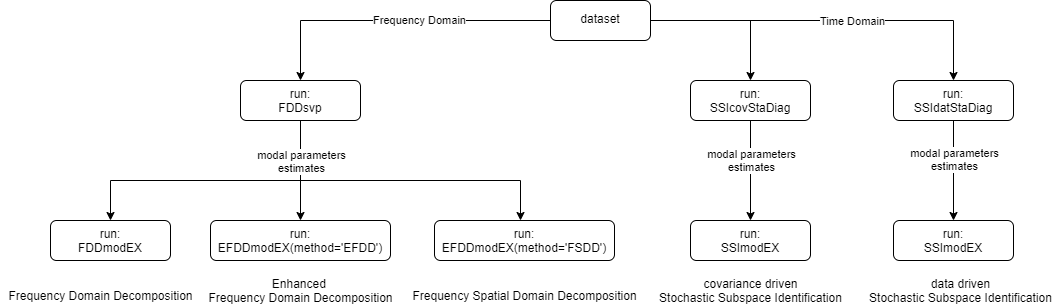 Frequency Domain
dataset
Time Domain
run:
FDDsvp
run:
SSIcovStaDiag
run:
SSIdatStaDiag
modal parameters
estimates
modal parameters
estimates
modal parameters
estimates
run:
FDDmodEX
run:
EFDDmodEX(method='EFDD')
run:
EFDDmodEX(method='FSDD')
run:
SSImodEX
run:
SSImodEX
Frequency Domain Decomposition
Enhanced
Frequency Domain Decomposition
Frequency Spatial Domain Decomposition
covariance driven
Stochastic Subspace Identification
data driven
Stochastic Subspace Identification